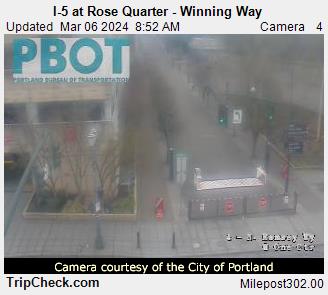 I-5 at Rose Quarter - Winning Way
Updated Mar 06 2024 8:52 AM Camera 4
PBOT
PORTLAND BUREAU OF TRANSPORTATION
Camera courtesy of the City of Portland
TripCheck.com Milepost302.00